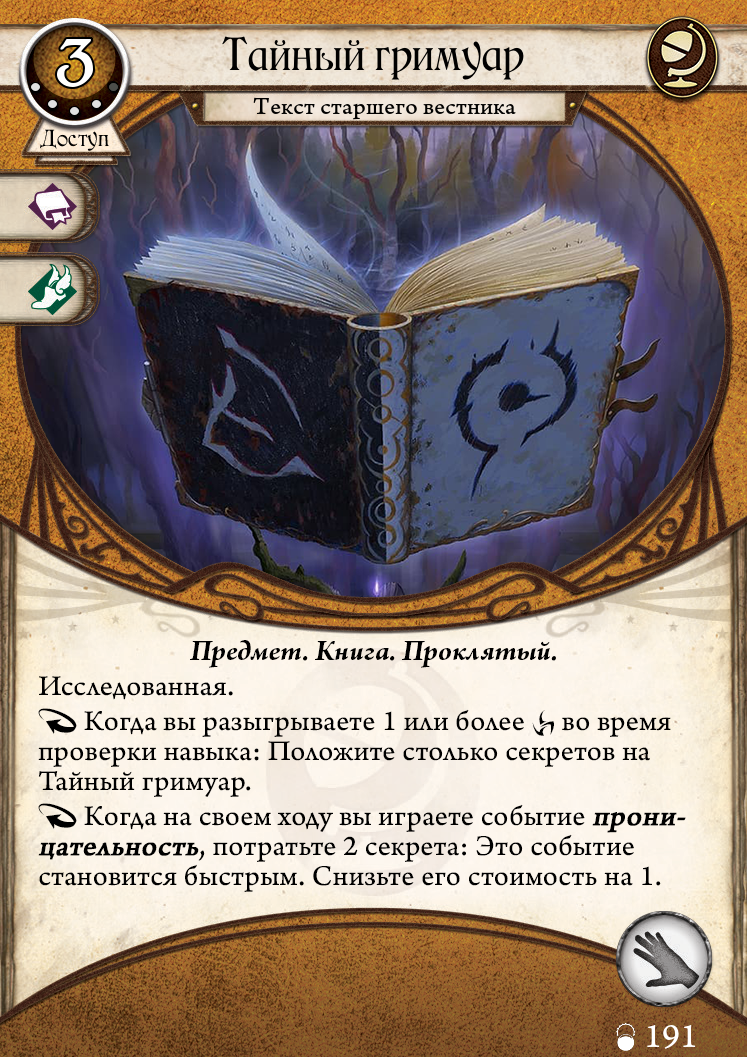 3
Тайный гримуар
Текст старшего вестника
Доступ
Предмет. Книга. Проклятый.
Исследованная.
Когда вы разыгрываете 1 или более во время
проверки навыка: Положите столько секретов на
Тайный гримуар.
Когда на своем ходу вы играете событие прони-
цательность, потратьте 2 секрета: Это событие
становится быстрым. Снизьте его стоимость на 1.
191